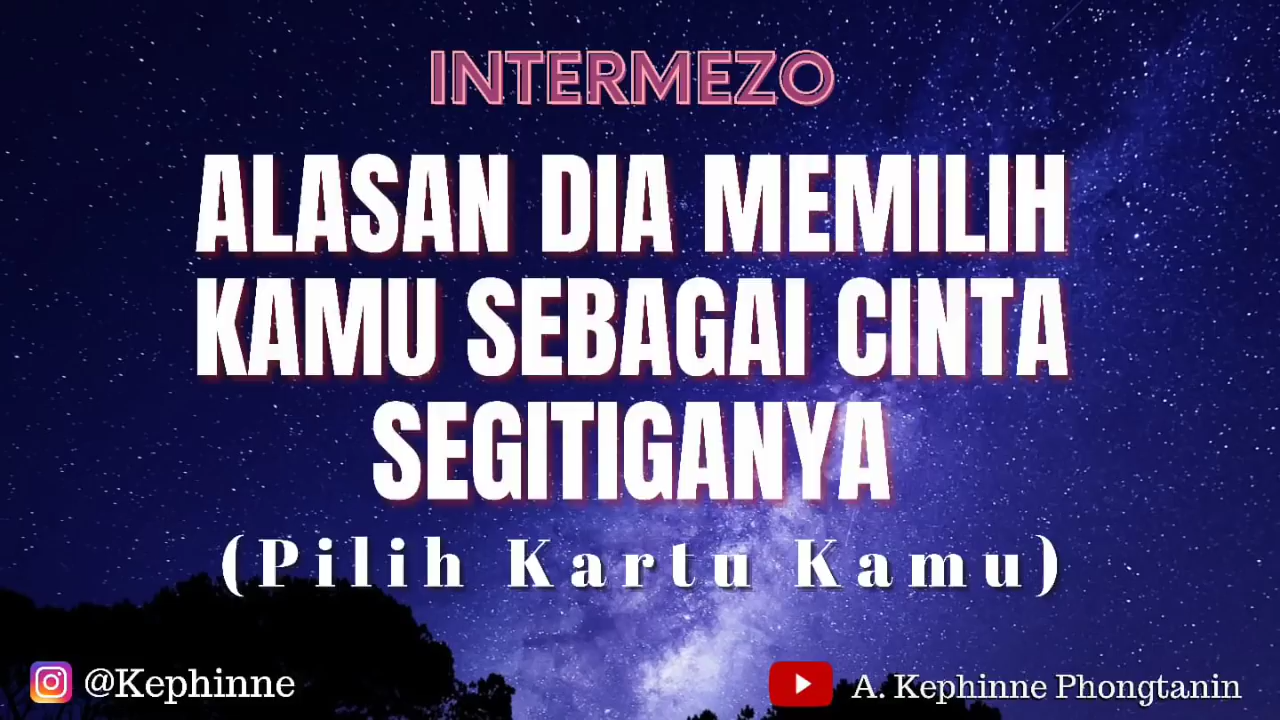 INTERMEZO
ALASAN DIA MEMILIH
KAMU SEBAGAI CINTA
SEGITIGANYA
(Pilih Kartu Kamu)
@Kephinne
A. Kephinne Phongtanin